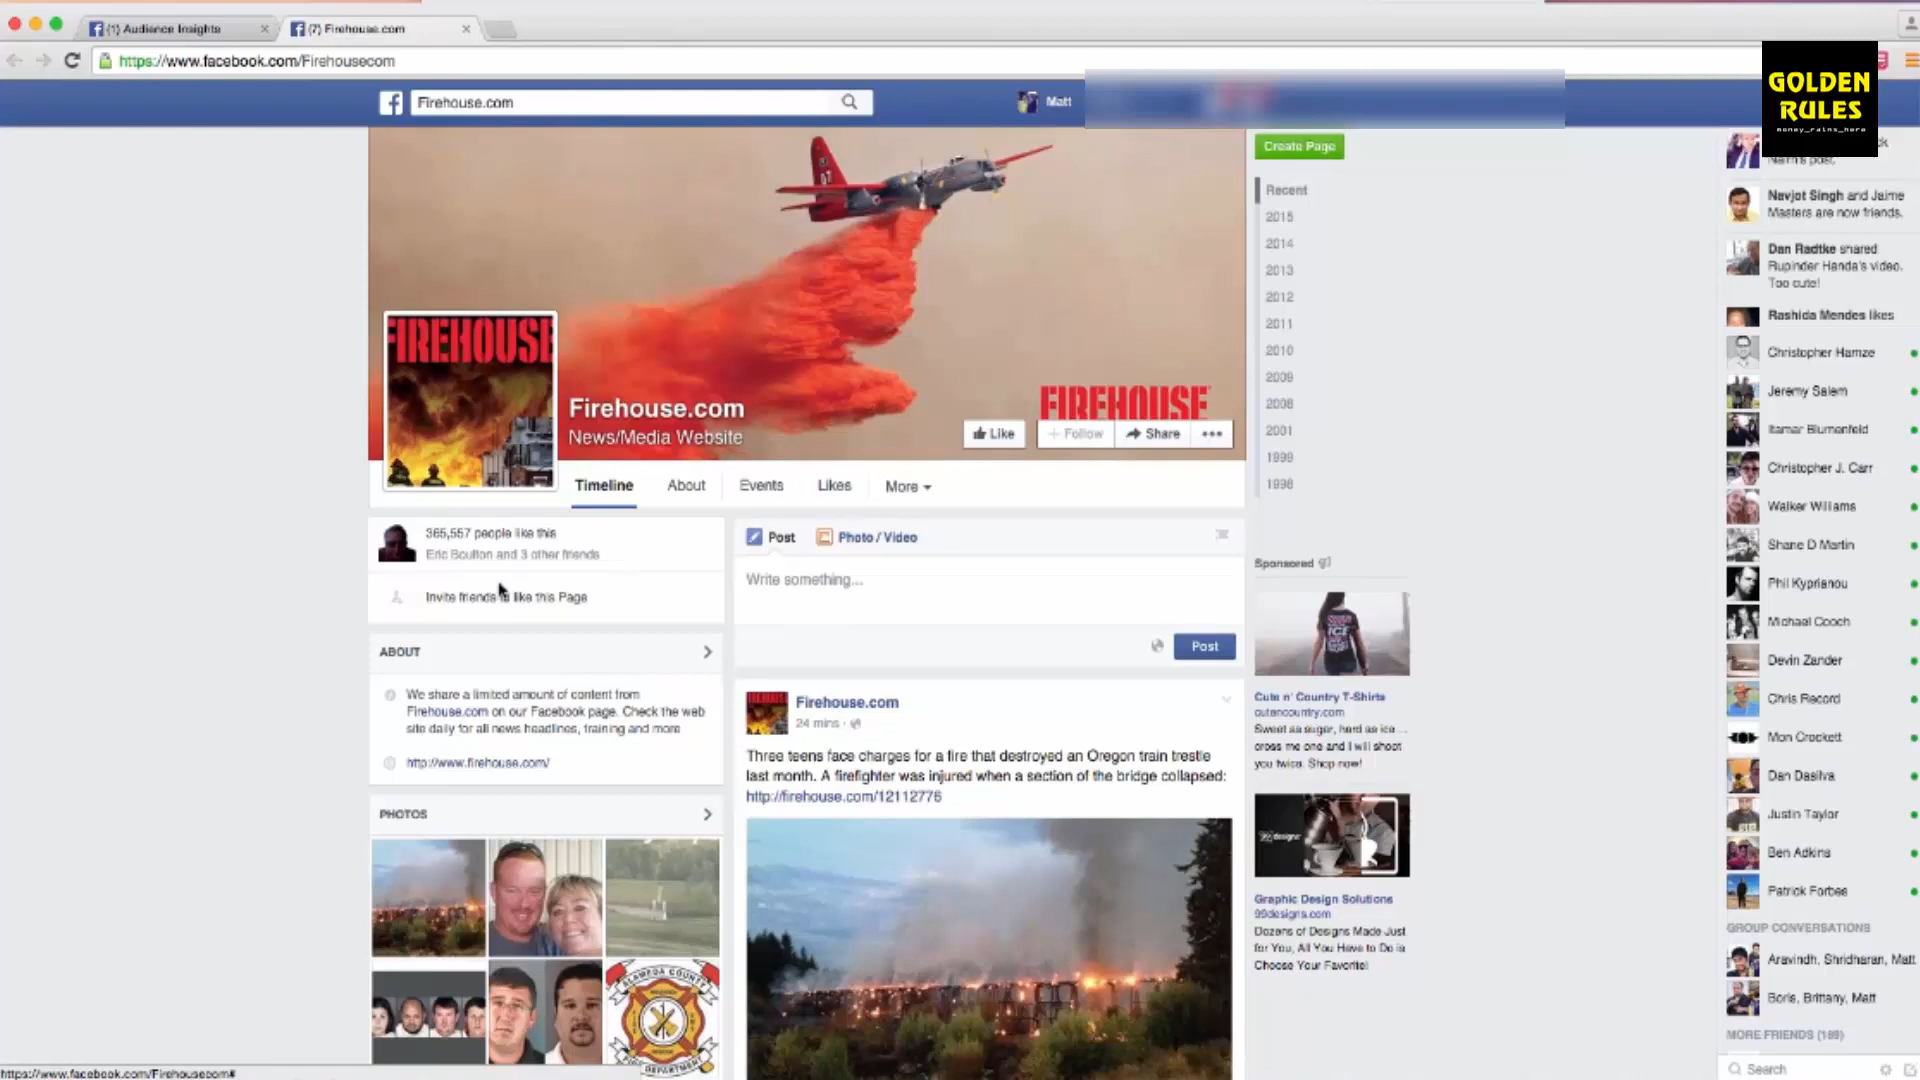 (1) Audience Insights
(7) Firehouse.com
https://www.facebook.com/Firehousecom
GOLDEN
RULES
money_rains_here
Firehouse.com
Matt
Create Page
Recent
2015
2014
2013
2012
2011
2010
2009
2008
2001
1999
1998
07
FIREHOUSE
FIREHOUSE
Firehouse.com
News/Media Website
Like
+ Follow
Share
Timeline
About
Events
Likes
More
365,557 people like this
Eric Boulton and 3 other friends
Invite friends to like this Page
ABOUT
We share a limited amount of content from
Firehouse.com on our Facebook page. Check the web
site daily for all news headlines, training and more
http://www.firehouse.com/
PHOTOS
ALAMEDA COUNTY
DEPARTMENT
Post
Photo / Video
Write something...
Post
Firehouse.com
24 mins
Three teens face charges for a fire that destroyed an Oregon train trestle
last month. A firefighter was injured when a section of the bridge collapsed:
http://firehouse.com/12112776
Sponsored
ICE
Cute n' Country T-Shirts
cutencountry.com
Sweet as sugar, hard as ice...
cross me one and I will shoot
you twice. Shop now!
99designs
Graphic Design Solutions
99designs.com
Dozens of Designs Made Just
for You, All You Have to Do is
Choose Your Favorite!
post.
Navjot Singh and Jaime
Masters are now friends.
Dan Radtke shared
Rupinder Handa's video.
Too cute!
Rashida Mendes likes
Christopher Hamze
Jeremy Salem
Itamar Blumenfeld
Christopher J. Carr
Walker Williams
Shane D Martin
Phil Kyprianou
Michael Cooch
Devin Zander
Chris Record
Mon Crockett
Dan Dasilva
Justin Taylor
Ben Adkins
Patrick Forbes
GROUP CONVERSATIONS
Aravindh, Shridharan, Matt
Boris, Brittany, Matt
MORE FRIENDS (189)
Search
https://www.facebook.com/Firehousecom#